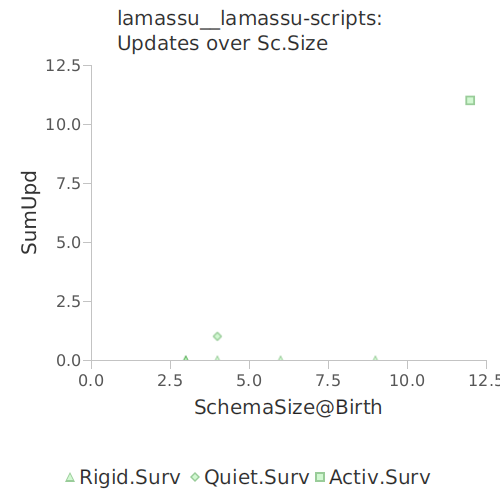 lamassu__lamassu-scripts:
Updates over Sc.Size
12.5
10.0
7.5
5.0
2.5
0.0
SumUpd
0.0 2.5 5.0 7.5 10.0 12.5
SchemaSize@Birth
Rigid.Surv Quiet.Surv Activ.Surv